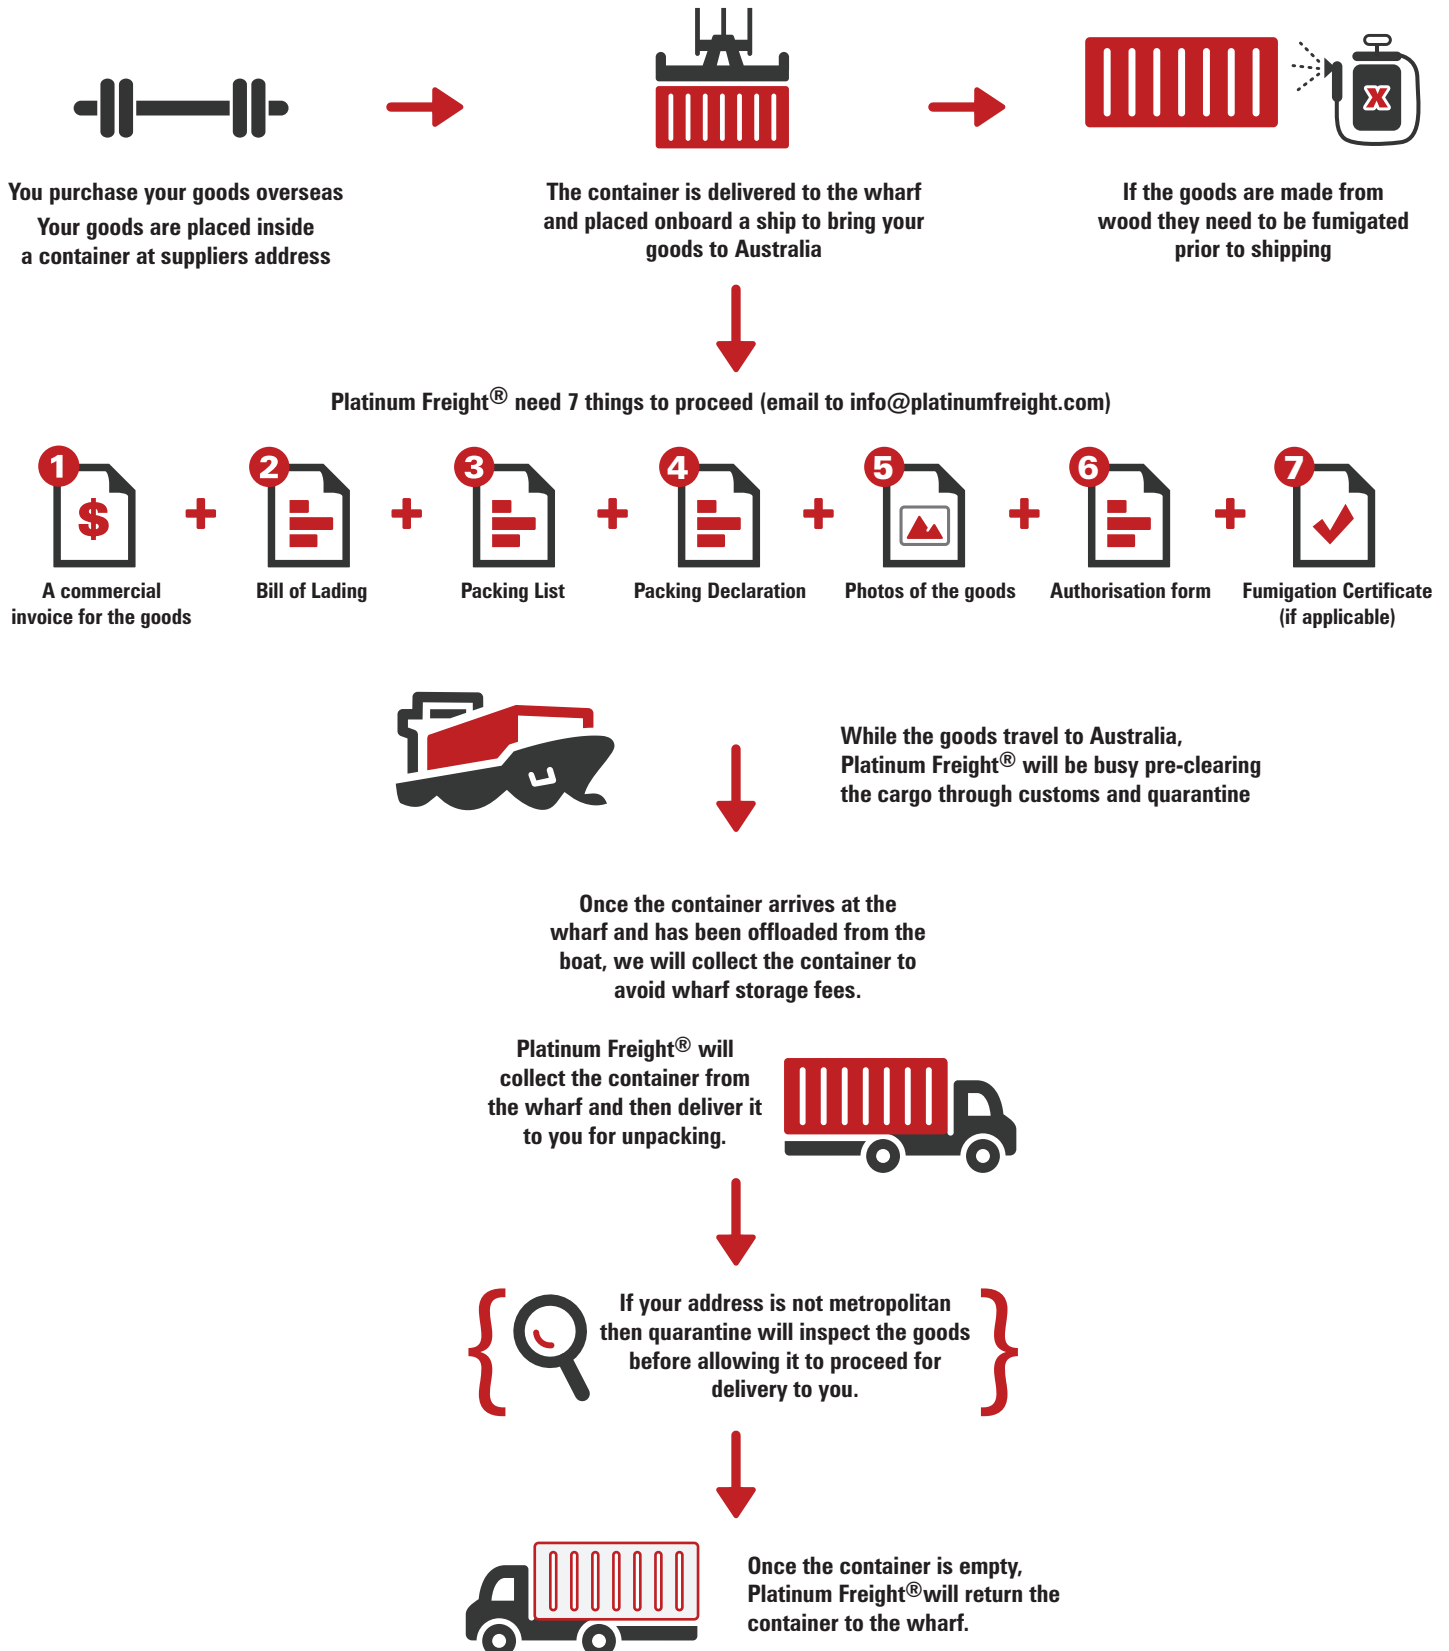 You purchase your goods overseas
Your goods are placed inside
a container at suppliers address
The container is delivered to the wharf
and placed onboard a ship to bring your
goods to Australia
X
If the goods are made from
wood they need to be fumigated
prior to shipping
Platinum Freight® need 7 things to proceed (email to info@platinumfreight.com)
1
$
A commercial
invoice for the goods
+
2
Bill of Lading
+
3
Packing List
+
4
Packing Declaration
+
5
Photos of the goods
+
6
Authorisation form
+
7
Fumigation Certificate
(if applicable)
While the goods travel to Australia,
Platinum Freight® will be busy pre-clearing
the cargo through customs and quarantine
Once the container arrives at the
wharf and has been offloaded from the
boat, we will collect the container to
avoid wharf storage fees.
Platinum Freight® will
collect the container from
the wharf and then deliver it
to you for unpacking.
If your address is not metropolitan
then quarantine will inspect the goods
before allowing it to proceed for
delivery to you.
Once the container is empty,
Platinum Freight®will return the
container to the wharf.